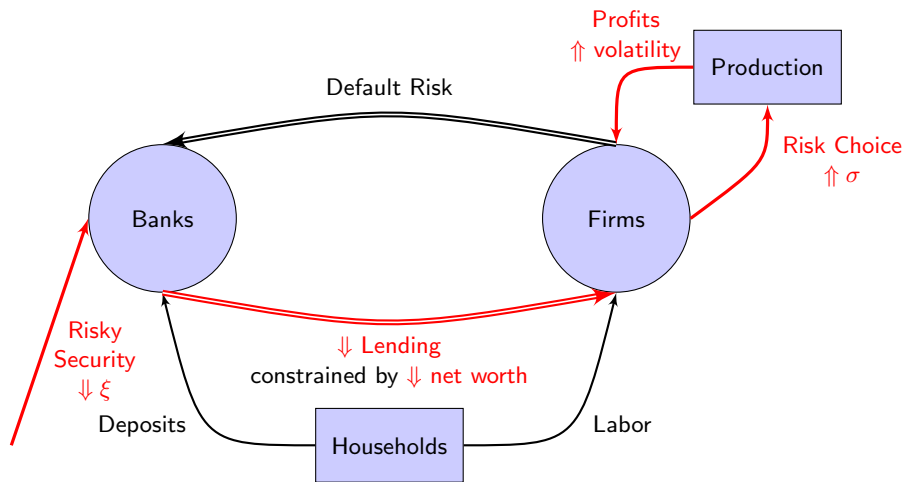 Profits
⇑ volatility
Production
Default Risk
Risk Choice
⇑ σ
Banks
Firms
Risky
Security
⇓ ξ
⇓ Lending
constrained by ⇓ net worth
Deposits
Labor
Households